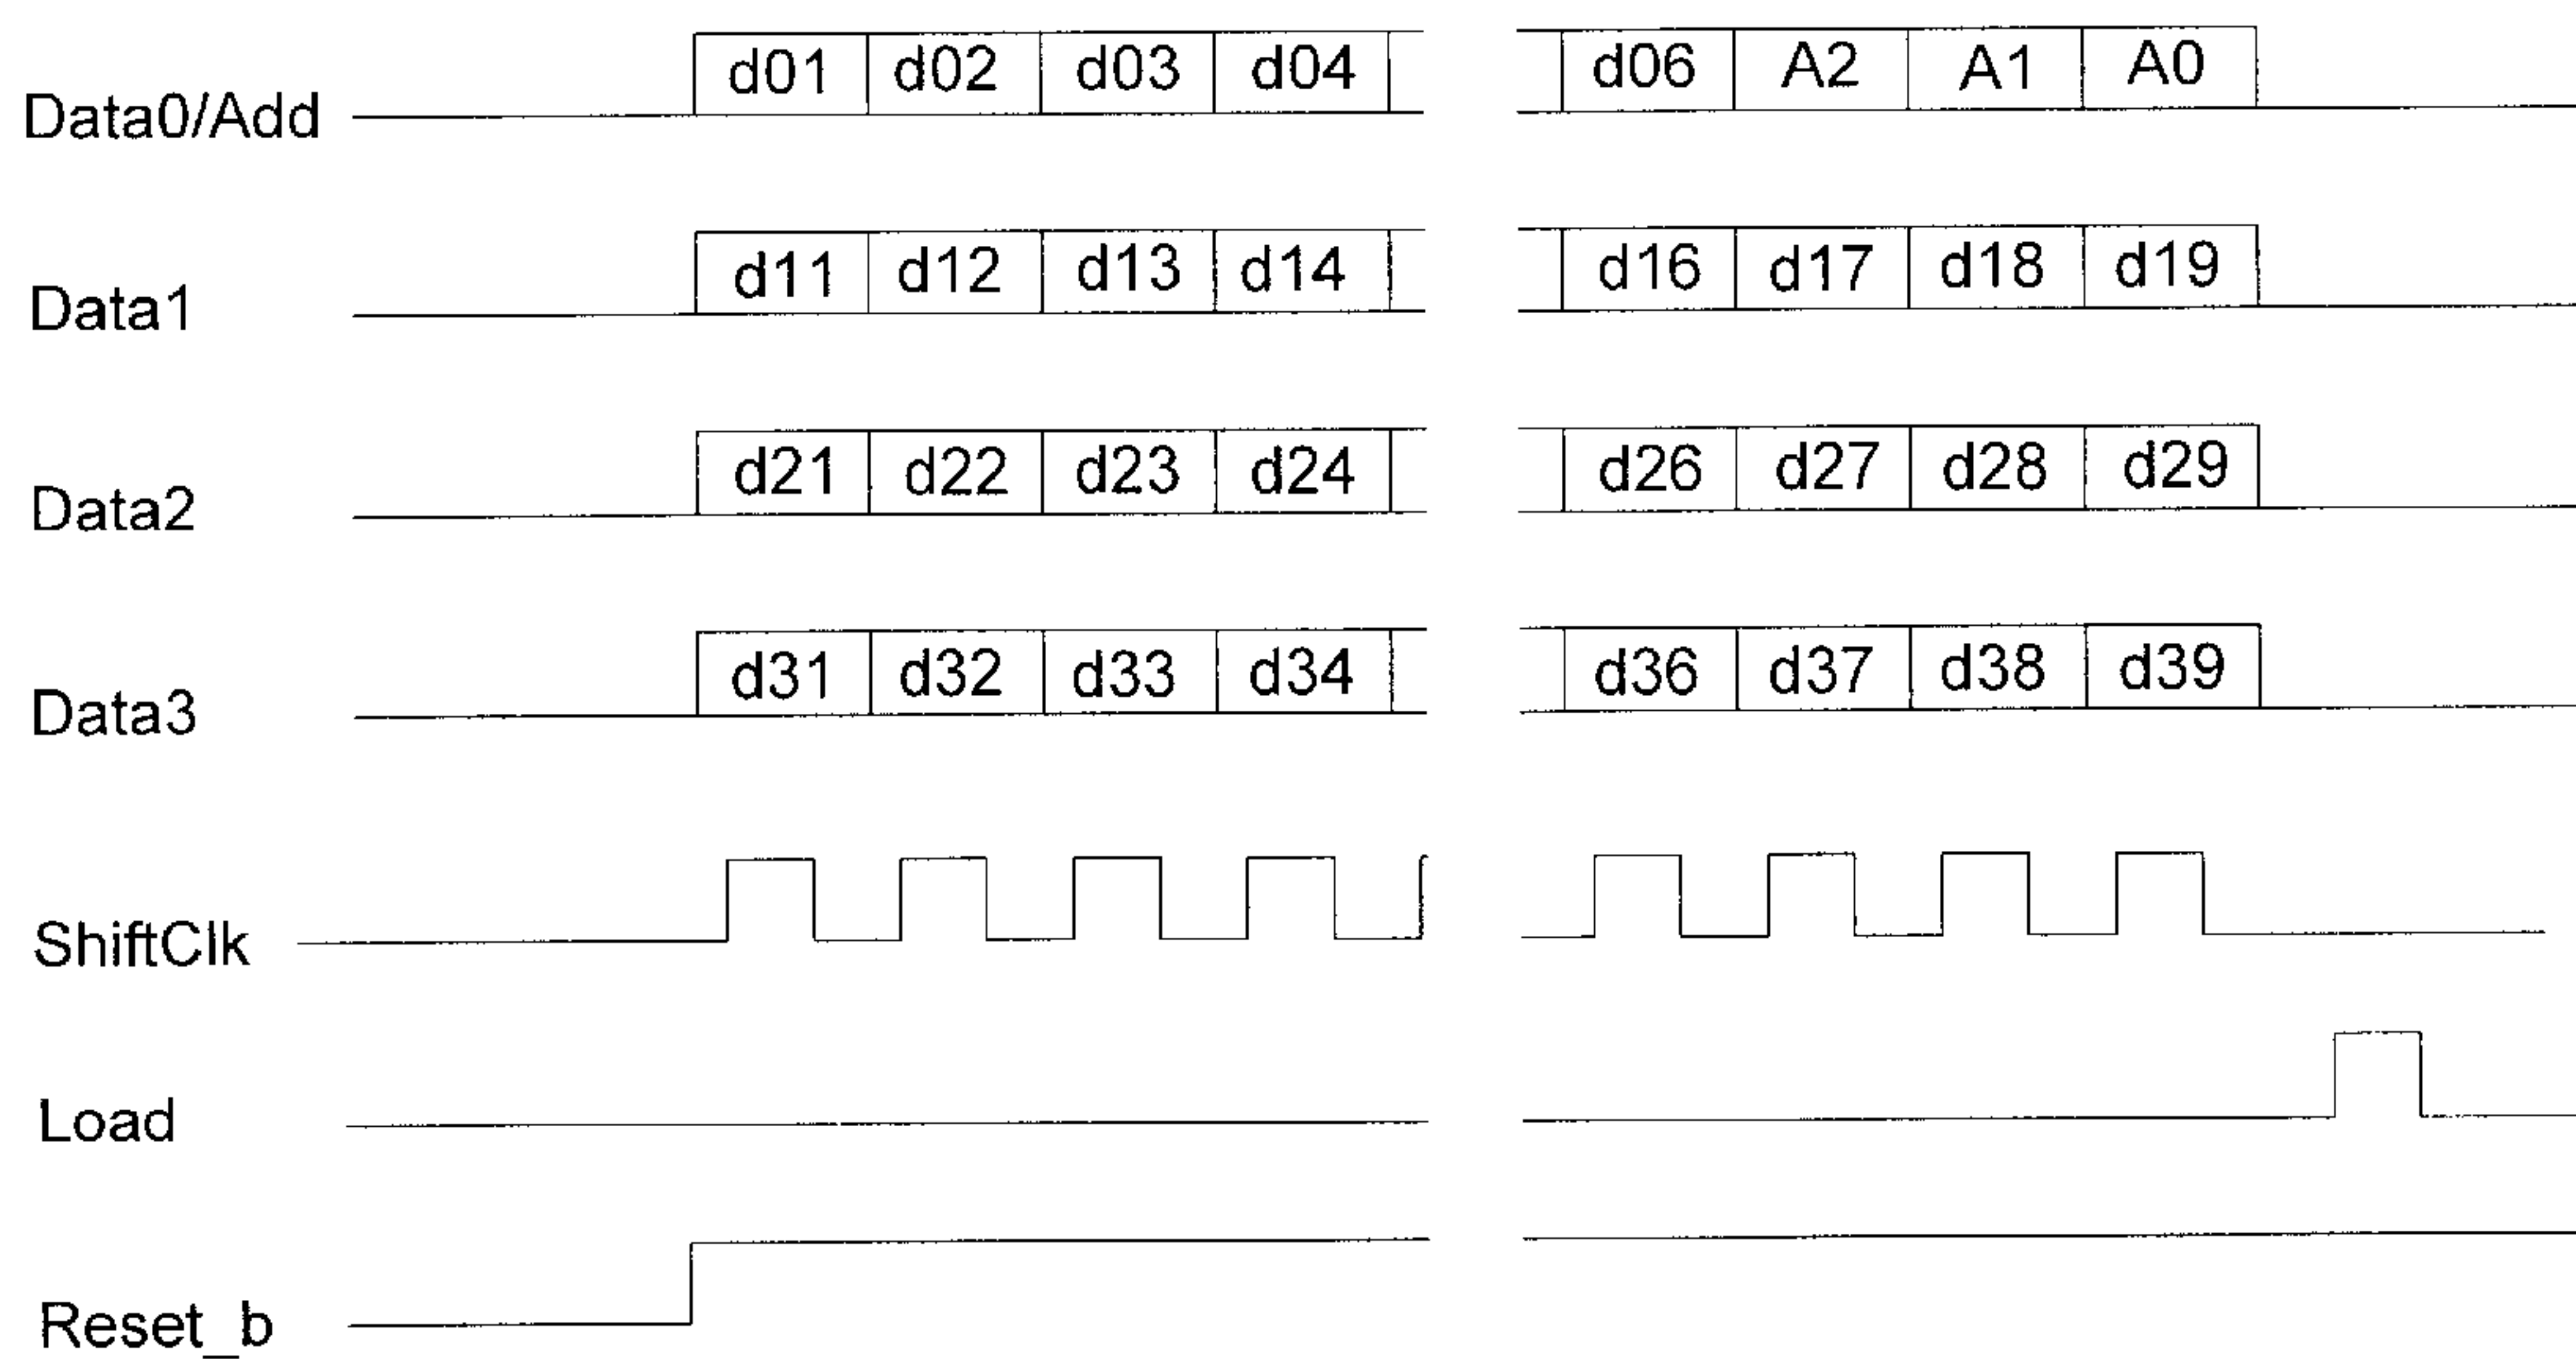 Data0/Add d01 d02 d03 d04 d06 A2 A1 A0
Data1 d11 d12 d13 d14 d16 d17 d18 d19
Data2 d21 d22 d23 d24 d26 d27 d28 d29
Data3 d31 d32 d33 d34 d36 d37 d38 d39
ShiftClk
Load
Reset_b